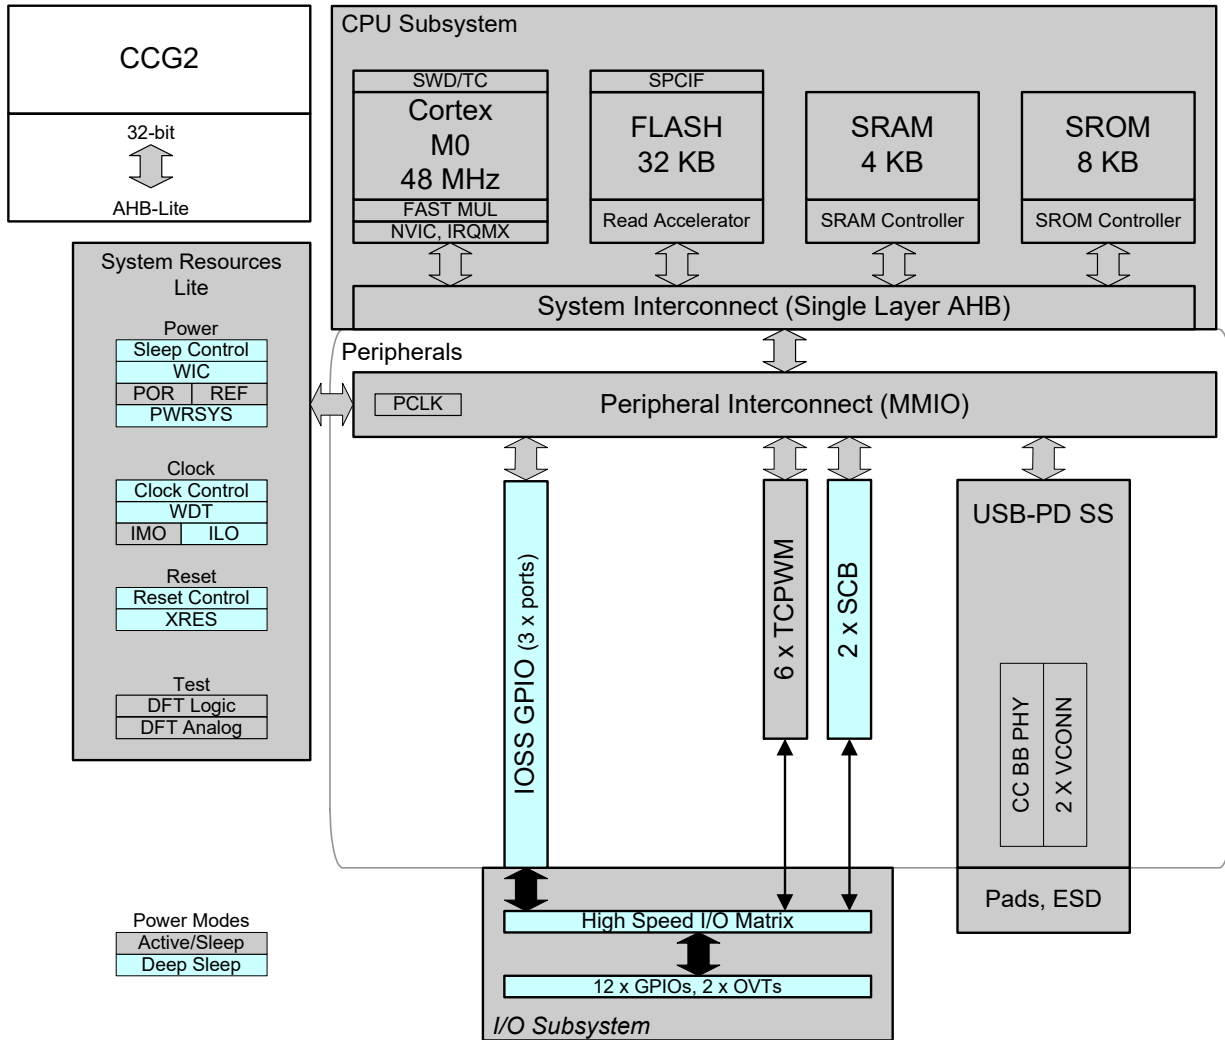 CCG2
32-bit
AHB-Lite
CPU Subsystem
SWD/TC
Cortex
M0
48 MHz
FAST MUL
NVIC, IRQMX
SPCIF
FLASH
32 KB
Read Accelerator
SRAM
4 KB
SRAM Controller
SROM
8 KB
SROM Controller
System Interconnect (Single Layer AHB)
System Resources
Lite
Power
Sleep Control
WIC
POR REF
PWRSYS
Clock
Clock Control
WDT
IMO ILO
Reset
Reset Control
XRES
Test
DFT Logic
DFT Analog
Peripherals
PCLK
Peripheral Interconnect (MMIO)
IOSS GPIO (3 x ports)
6 x TCPWM
2 x SCB
USB-PD SS
CC BB PHY
2 X VCONN
Pads, ESD
High Speed I/O Matrix
12 x GPIOs, 2 x OVTs
I/O Subsystem
Power Modes
Active/Sleep
Deep Sleep